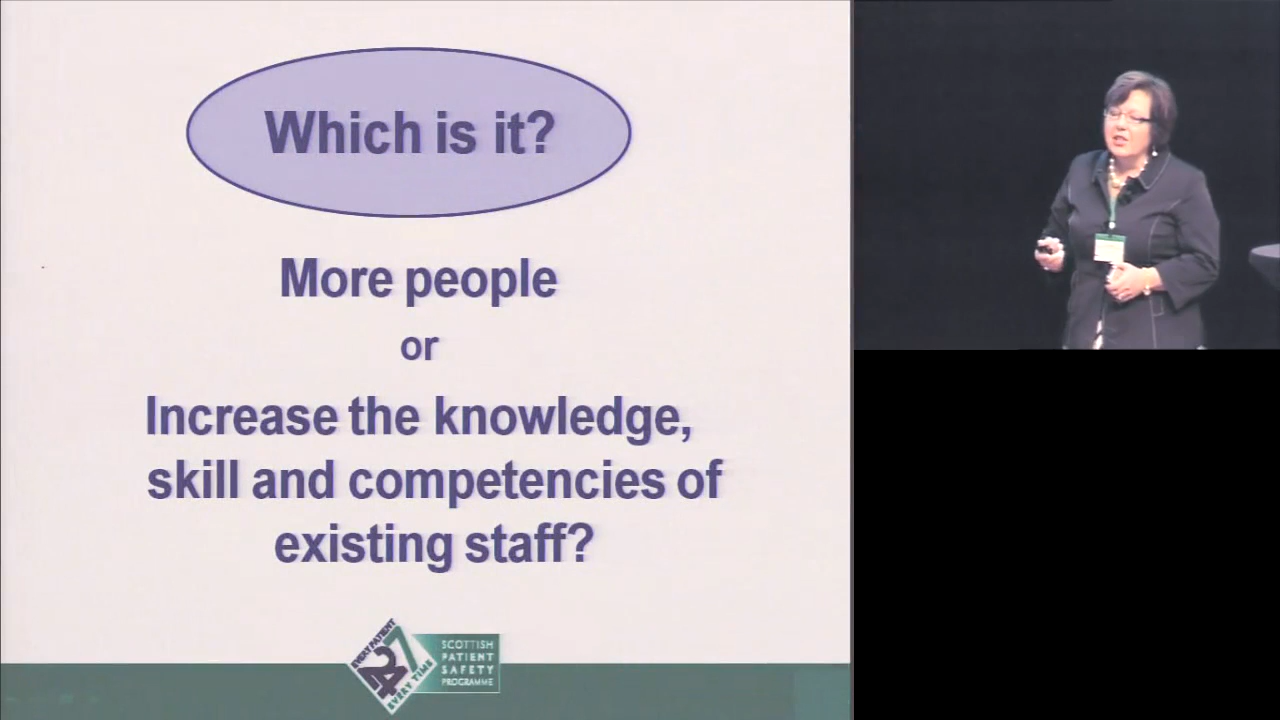 Which is it?
More people
or
Increase the knowledge,
skill and competencies of
existing staff?
EVERY PATIENT
24
7
EVERY TIME
SCOTTISH
PATIENT
SAFETY
PROGRAMME